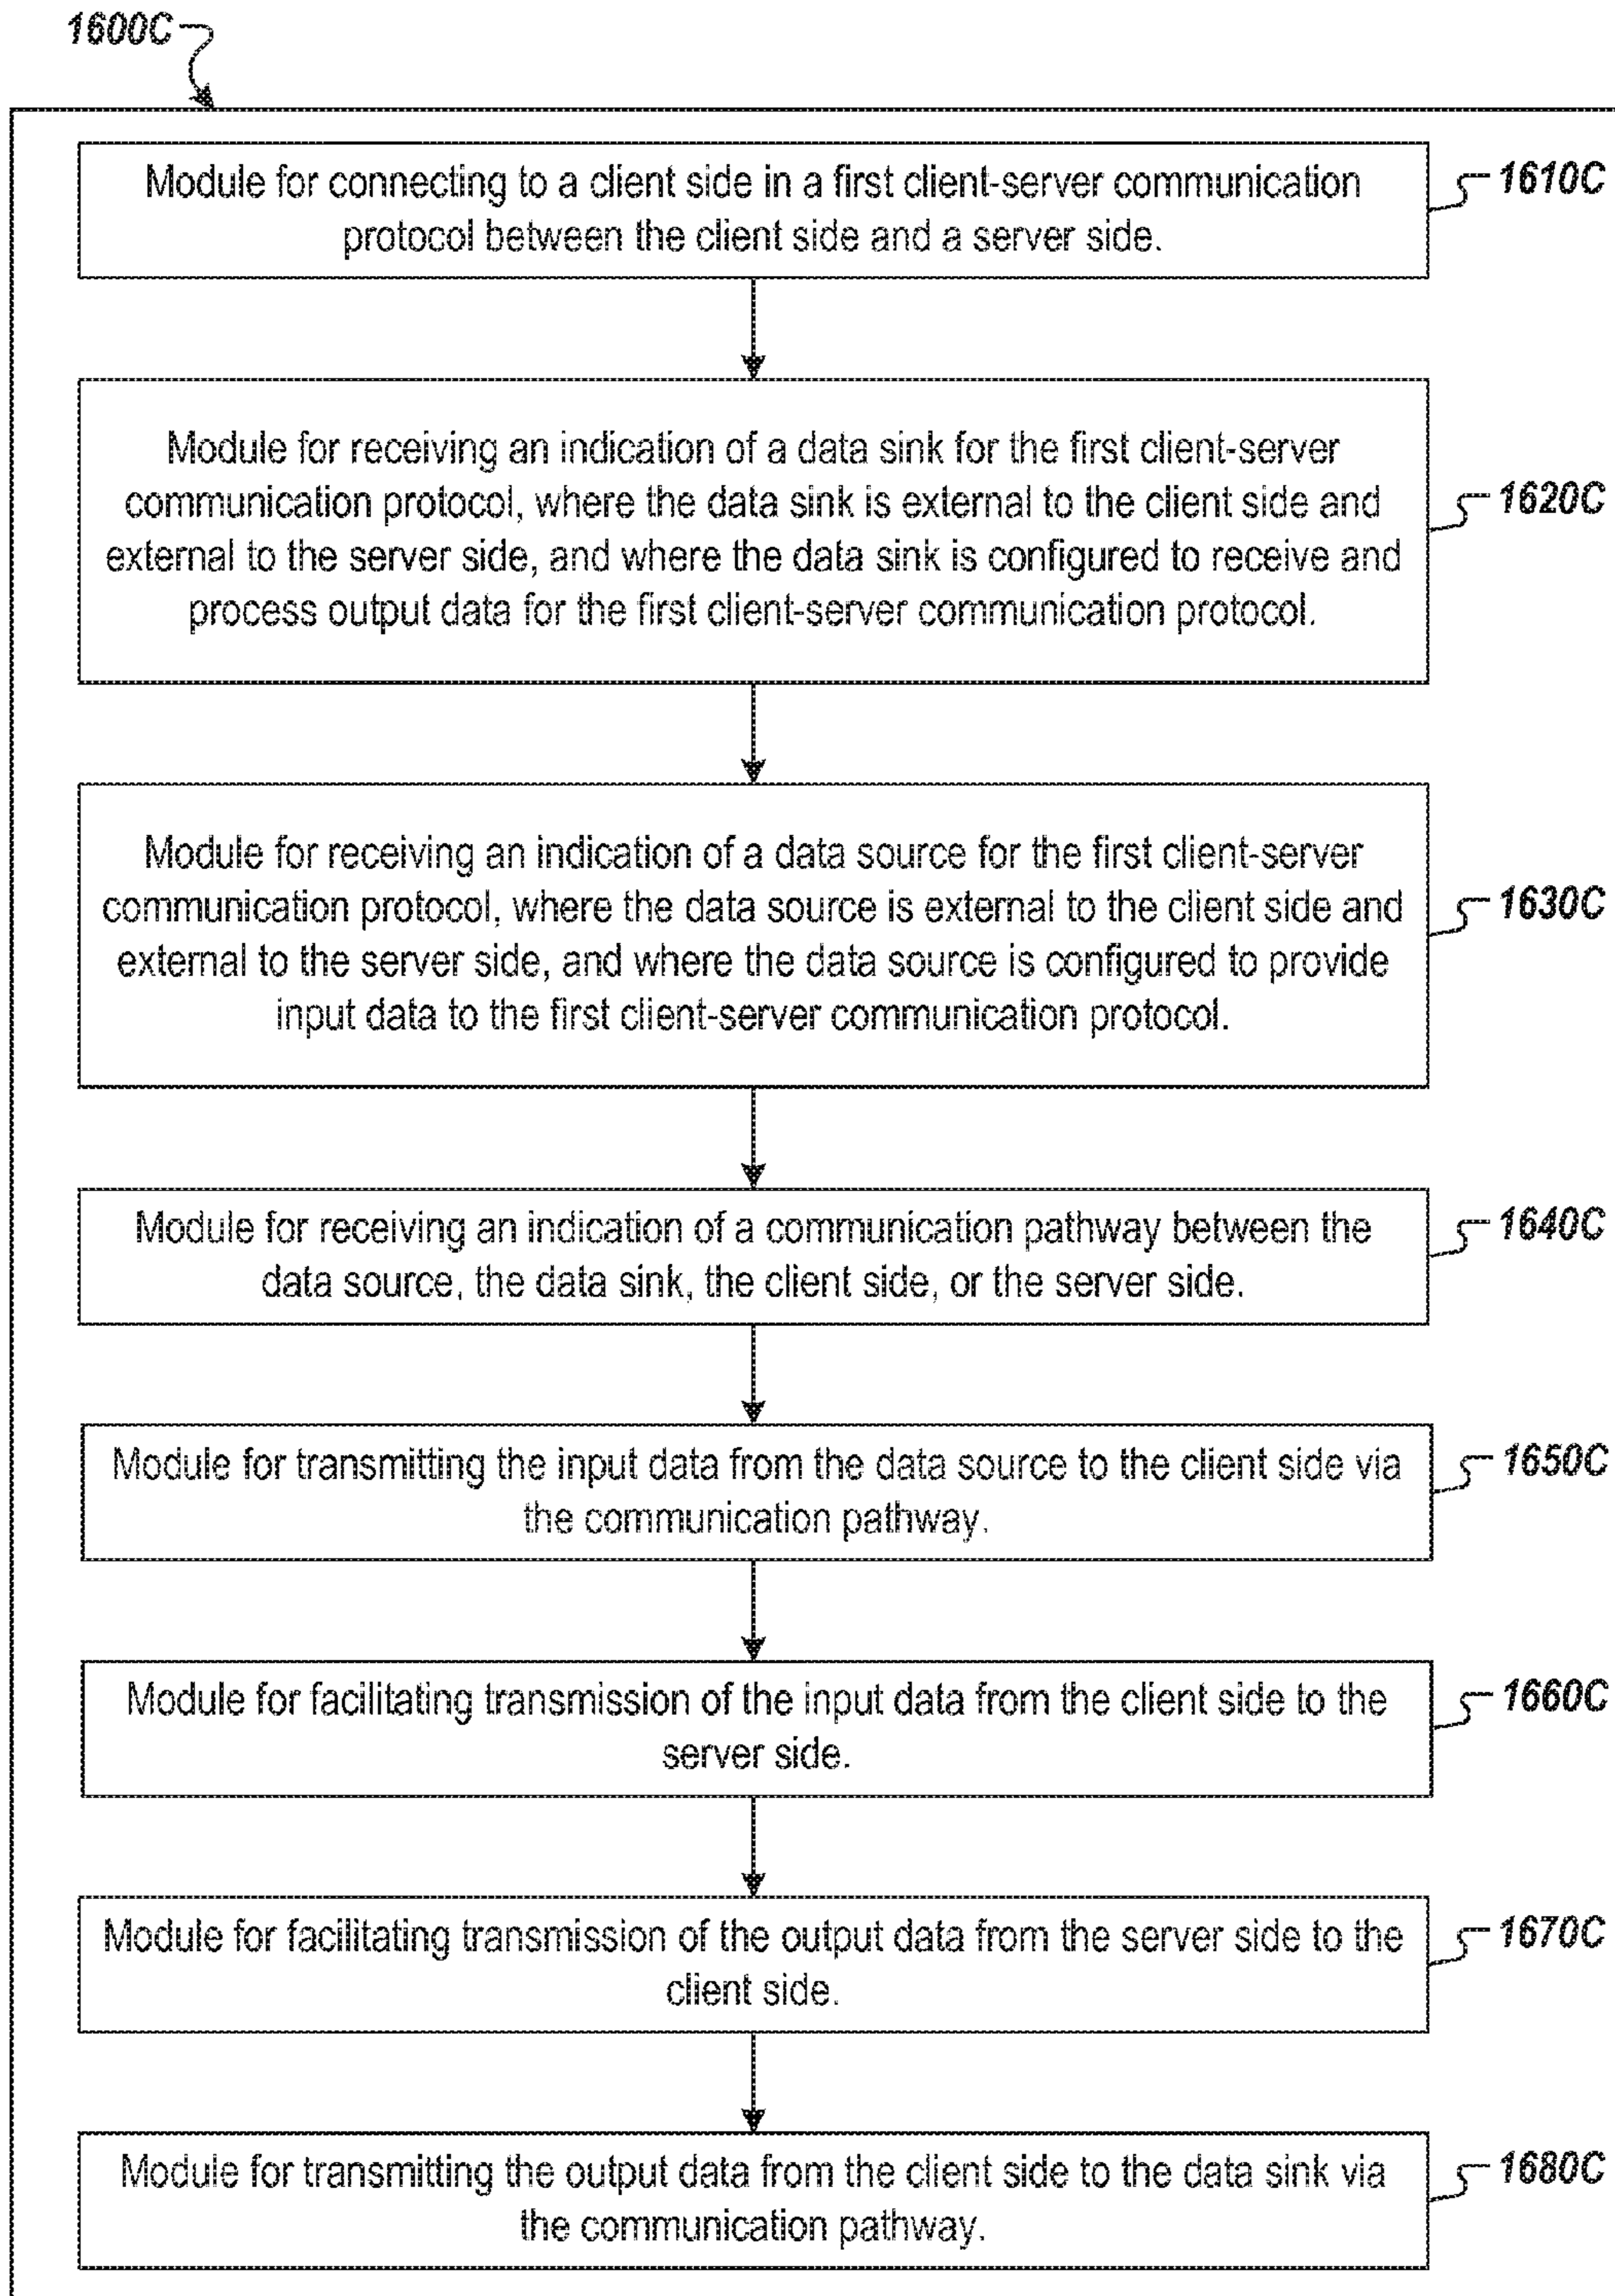 1600C
Module for connecting to a client side in a first client-server communication
protocol between the client side and a server side.
1610C
Module for receiving an indication of a data sink for the first client-server
communication protocol, where the data sink is external to the client side and
external to the server side, and where the data sink is configured to receive and
process output data for the first client-server communication protocol.
1620C
Module for receiving an indication of a data source for the first client-server
communication protocol, where the data source is external to the client side and
external to the server side, and where the data source is configured to provide
input data to the first client-server communication protocol.
1630C
Module for receiving an indication of a communication pathway between the
data source, the data sink, the client side, or the server side.
1640C
Module for transmitting the input data from the data source to the client side via
the communication pathway.
1650C
Module for facilitating transmission of the input data from the client side to the
server side.
1660C
Module for facilitating transmission of the output data from the server side to the
client side.
1670C
Module for transmitting the output data from the client side to the data sink via
the communication pathway.
1680C